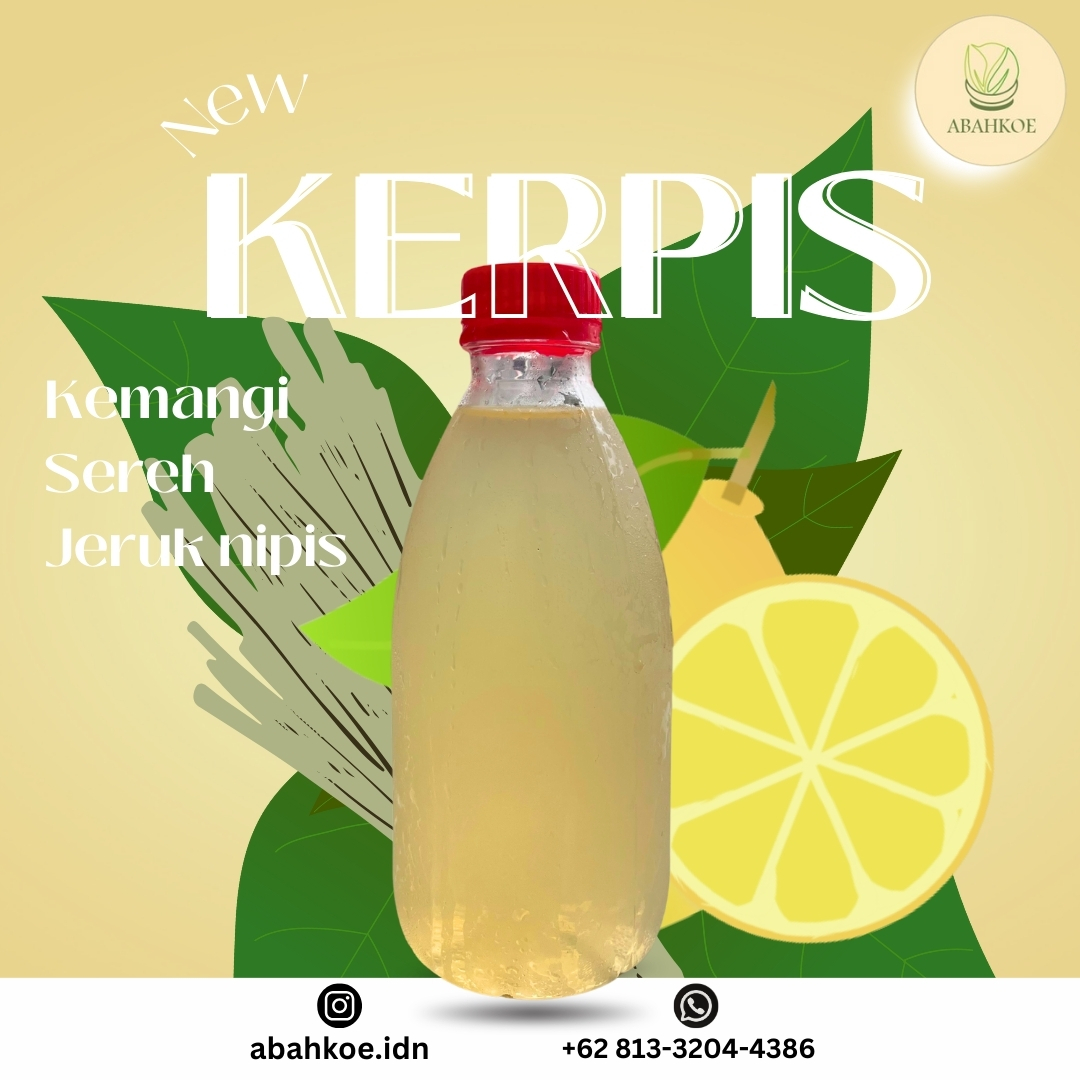 New
ABAHKOE
KERPIS
Kemangi
Sereh
Jeruk nipis
abahkoe.idn
+62 813-3204-4386